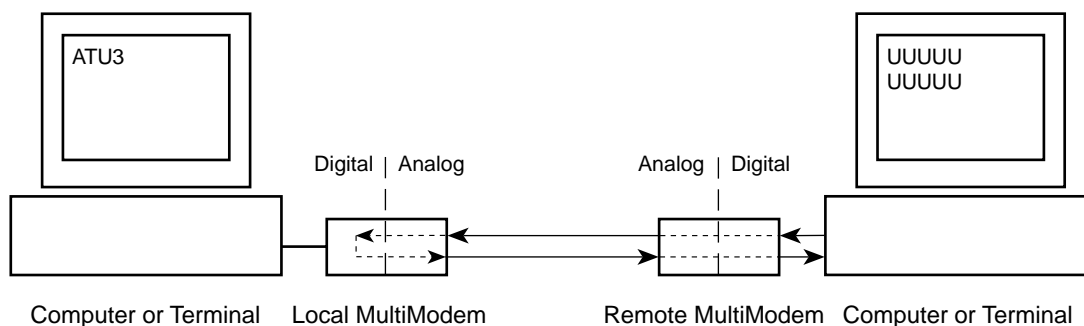 ATU3
UUUUU
UUUUU
Digital Analog
Analog Digital
Computer or Terminal
Local MultiModem
Remote MultiModem
Computer or Terminal